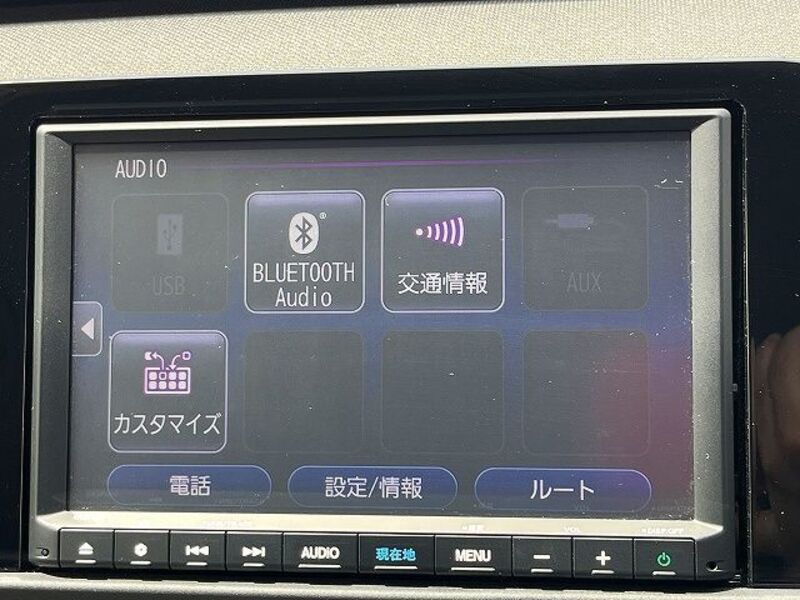 AUDIO
USB
BLUETOOTH
Audio
交通情報
AUX
カスタマイズ
電話
設定/情報
ルート
AUDIO
現在地
MENU
VOL